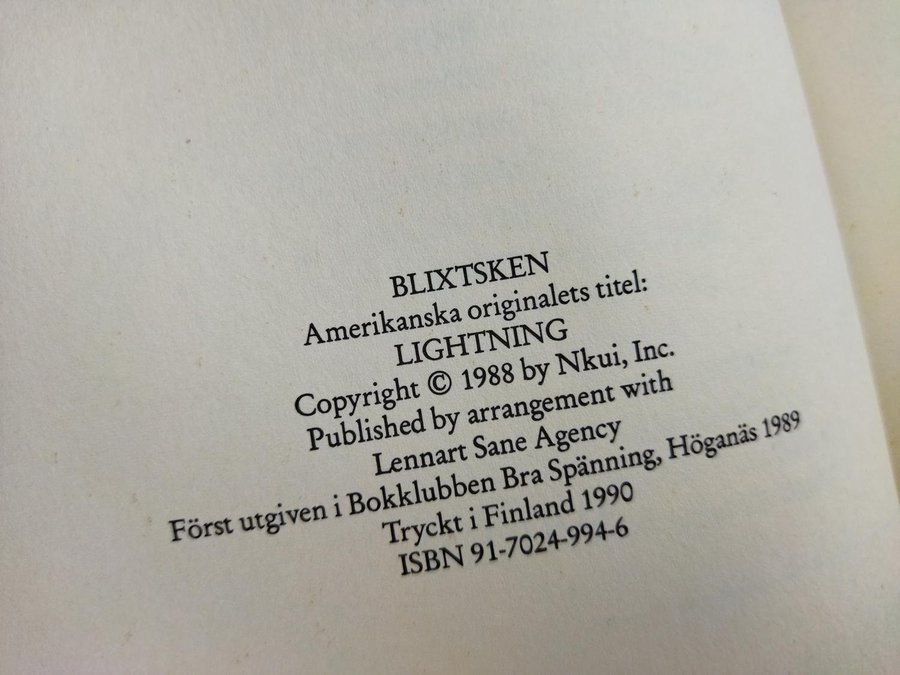 BLIXTSKEN
Amerikanska originalets titel:
LIGHTNING
Copyright © 1988 by Nkui, Inc.
Published by arrangement with
Lennart Sane Agency
Först utgiven i Bokklubben Bra Spänning, Höganäs 1989
Tryckt i Finland 1990
ISBN 91-7024-994-6